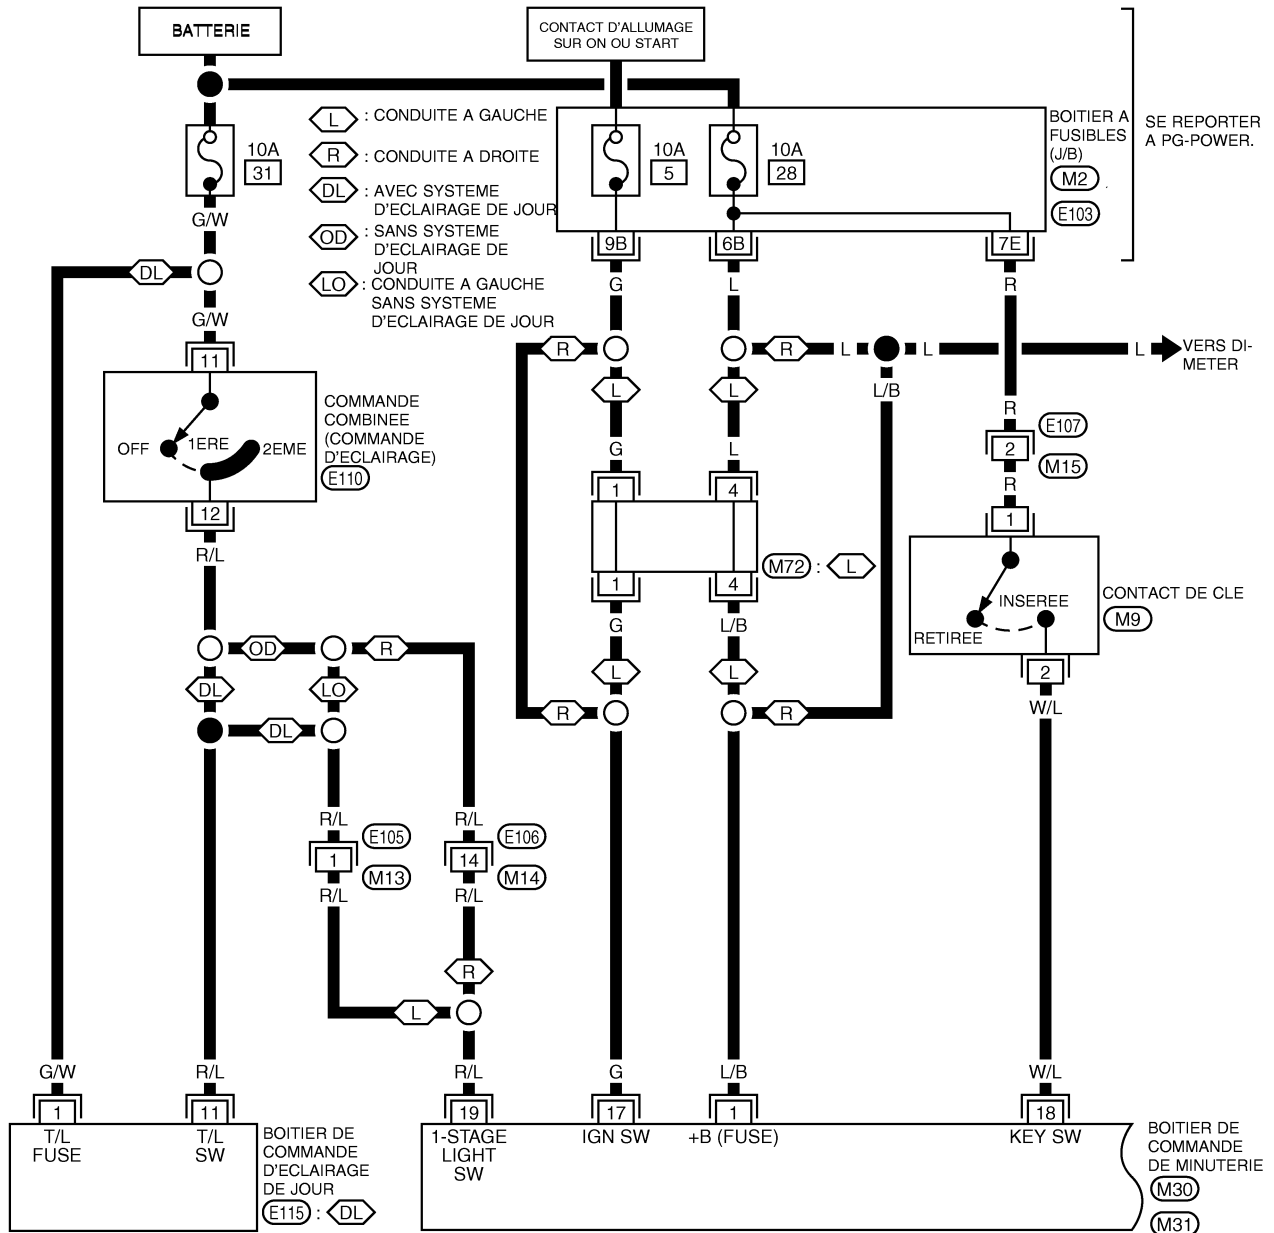 BATTERIE
CONTACT D'ALLUMAGE
SUR ON OU START
L : CONDUITE A GAUCHE
R : CONDUITE A DROITE
DL : AVEC SYSTEME
D'ECLAIRAGE DE JOUR
OD : SANS SYSTEME
D'ECLAIRAGE DE
JOUR
LO : CONDUITE A GAUCHE
SANS SYSTEME
D'ECLAIRAGE DE JOUR
10A
31
10A
5
10A
28
BOITIER A
FUSIBLES
(J/B)
M2
E103
SE REPORTER
A PG-POWER.
G/W
DL
G/W
11
9B
6B
7E
G
L
R
R
R
L
L
L
VERS DI-
METER
L
L
L/B
COMMANDE
COMBINEE
(COMMANDE
D'ECLAIRAGE)
E110
OFF
1ERE
2EME
12
R/L
G
L
R
2
E107
M15
R
1
4
1
4
M72 : L
1
INSEREE
RETIREE
CONTACT DE CLE
M9
2
W/L
G
L/B
L
L
R
R
OD
R
DL
LO
DL
R/L
R/L
1
E105
M13
14
E106
M14
R/L
R/L
R
L
G/W
R/L
R/L
G
L/B
W/L
1
11
19
17
1
18
T/L
FUSE
T/L
SW
BOITIER DE
COMMANDE
D'ECLAIRAGE
DE JOUR
E115 : DL
1-STAGE
LIGHT
SW
IGN SW
+B (FUSE)
KEY SW
BOITIER DE
COMMANDE
DE MINUTERIE
M30
M31